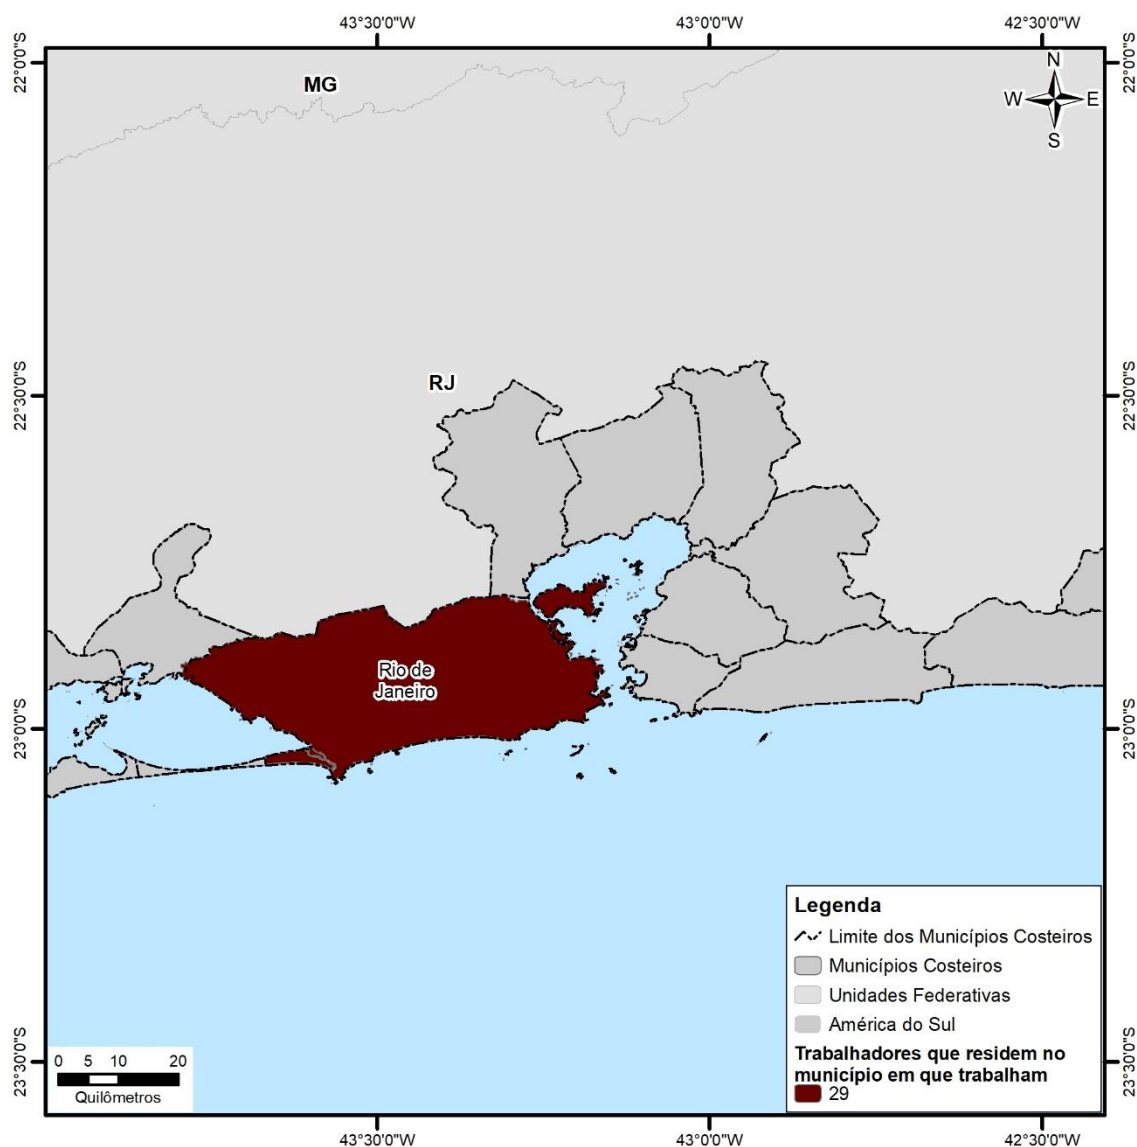 43°30'0"W 43°0'0"W 42°30'0"W
22°0'0"S 22°0'0"S
N
W E
S
MG
22°30'0"S 22°30'0"S
RJ
Rio de
Janeiro
23°0'0"S 23°0'0"S
Legenda
Limite dos Municípios Costeiros
Municípios Costeiros
Unidades Federativas
América do Sul
Trabalhadores que residem no
município em que trabalham
29
0 5 10 20
Quilômetros
23°30'0"S 23°30'0"S
43°30'0"W 43°0'0"W 42°30'0"W